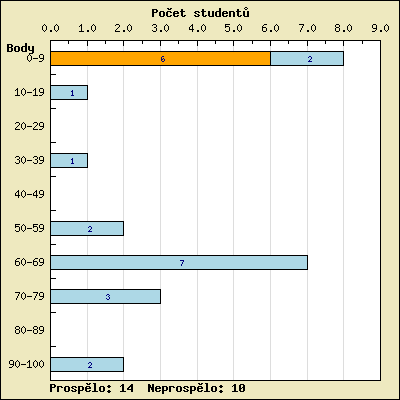 Počet studentů
0.0 1.0 2.0 3.0 4.0 5.0 6.0 7.0 8.0 9.0
Body
0-9 6 2
10-19 1
20-29
30-39 1
40-49
50-59 2
60-69 7
70-79 3
80-89
90-100 2
Prospělo: 14 Neprospělo: 10